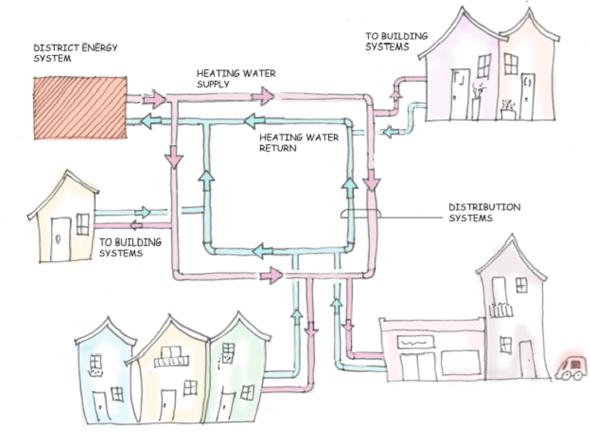 DISTRICT ENERGY
SYSTEM
HEATING WATER
SUPPLY
TO BUILDING
SYSTEMS
HEATING WATER
RETURN
DISTRIBUTION
SYSTEMS
TO BUILDING
SYSTEMS